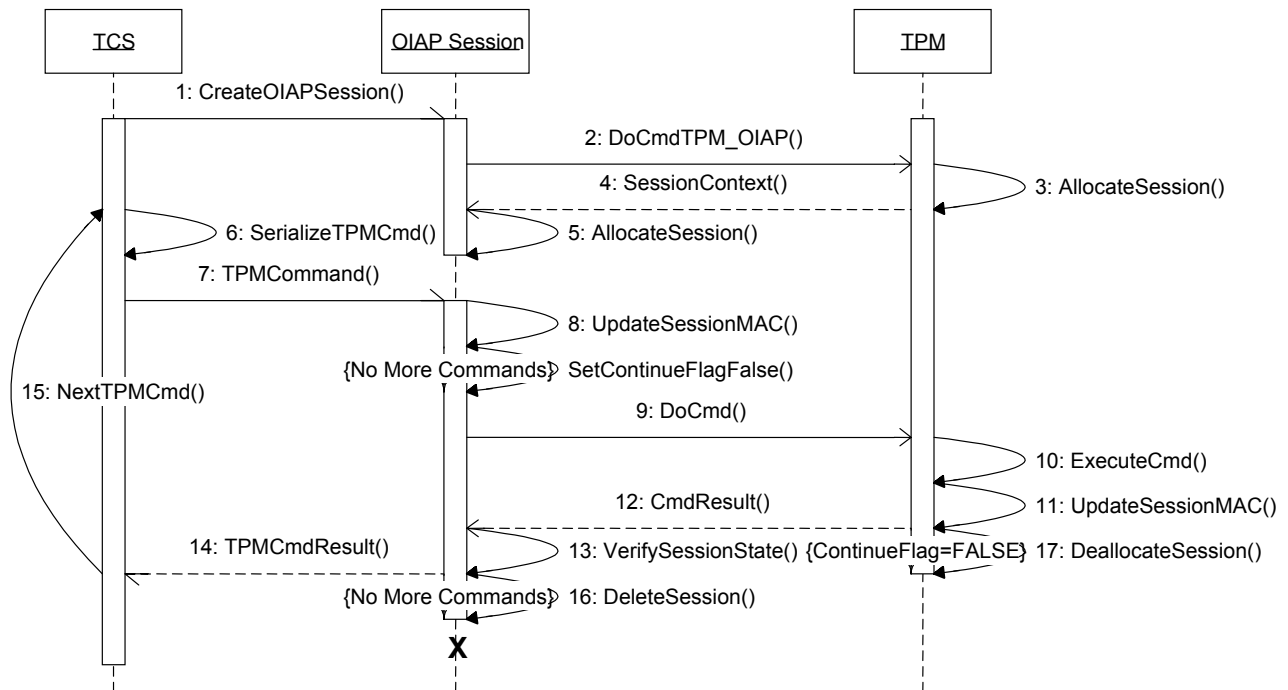 TCS
OIAP Session
TPM
1: CreateOIAPSession()
2: DoCmdTPM_OIAP()
4: SessionContext()
3: AllocateSession()
6: SerializeTPMCmd()
5: AllocateSession()
7: TPMCommand()
8: UpdateSessionMAC()
{No More Commands}
SetContinueFlagFalse()
15: NextTPMCmd()
9: DoCmd()
10: ExecuteCmd()
12: CmdResult()
11: UpdateSessionMAC()
14: TPMCmdResult()
13: VerifySessionState()
{ContinueFlag=FALSE}
17: DeallocateSession()
{No More Commands}
16: DeleteSession()
X